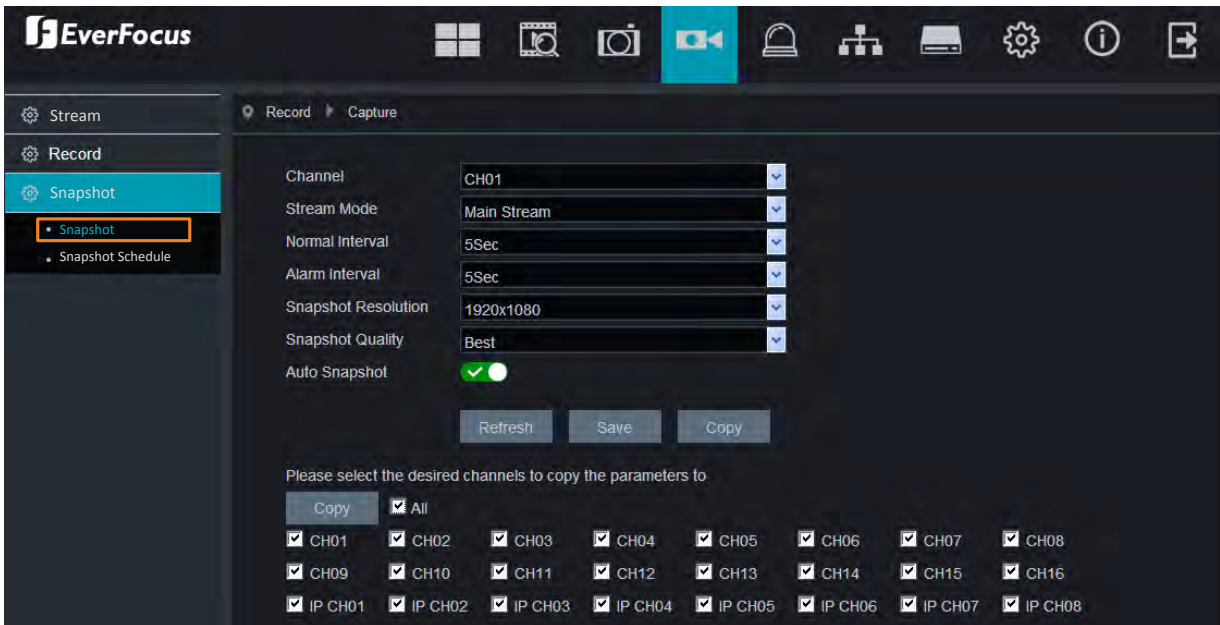 EverFocus
Stream
Record
Snapshot
Snapshot
Snapshot Schedule
Record Capture
Channel CH01
Stream Mode Main Stream
Normal Interval 5Sec
Alarm Interval 5Sec
Snapshot Resolution 1920x1080
Snapshot Quality Best
Auto Snapshot
Refresh Save Copy
Please select the desired channels to copy the parameters to
Copy All
CH01 CH02 CH03 CH04 CH05 CH06 CH07 CH08
CH09 CH10 CH11 CH12 CH13 CH14 CH15 CH16
IP CH01 IP CH02 IP CH03 IP CH04 IP CH05 IP CH06 IP CH07 IP CH08